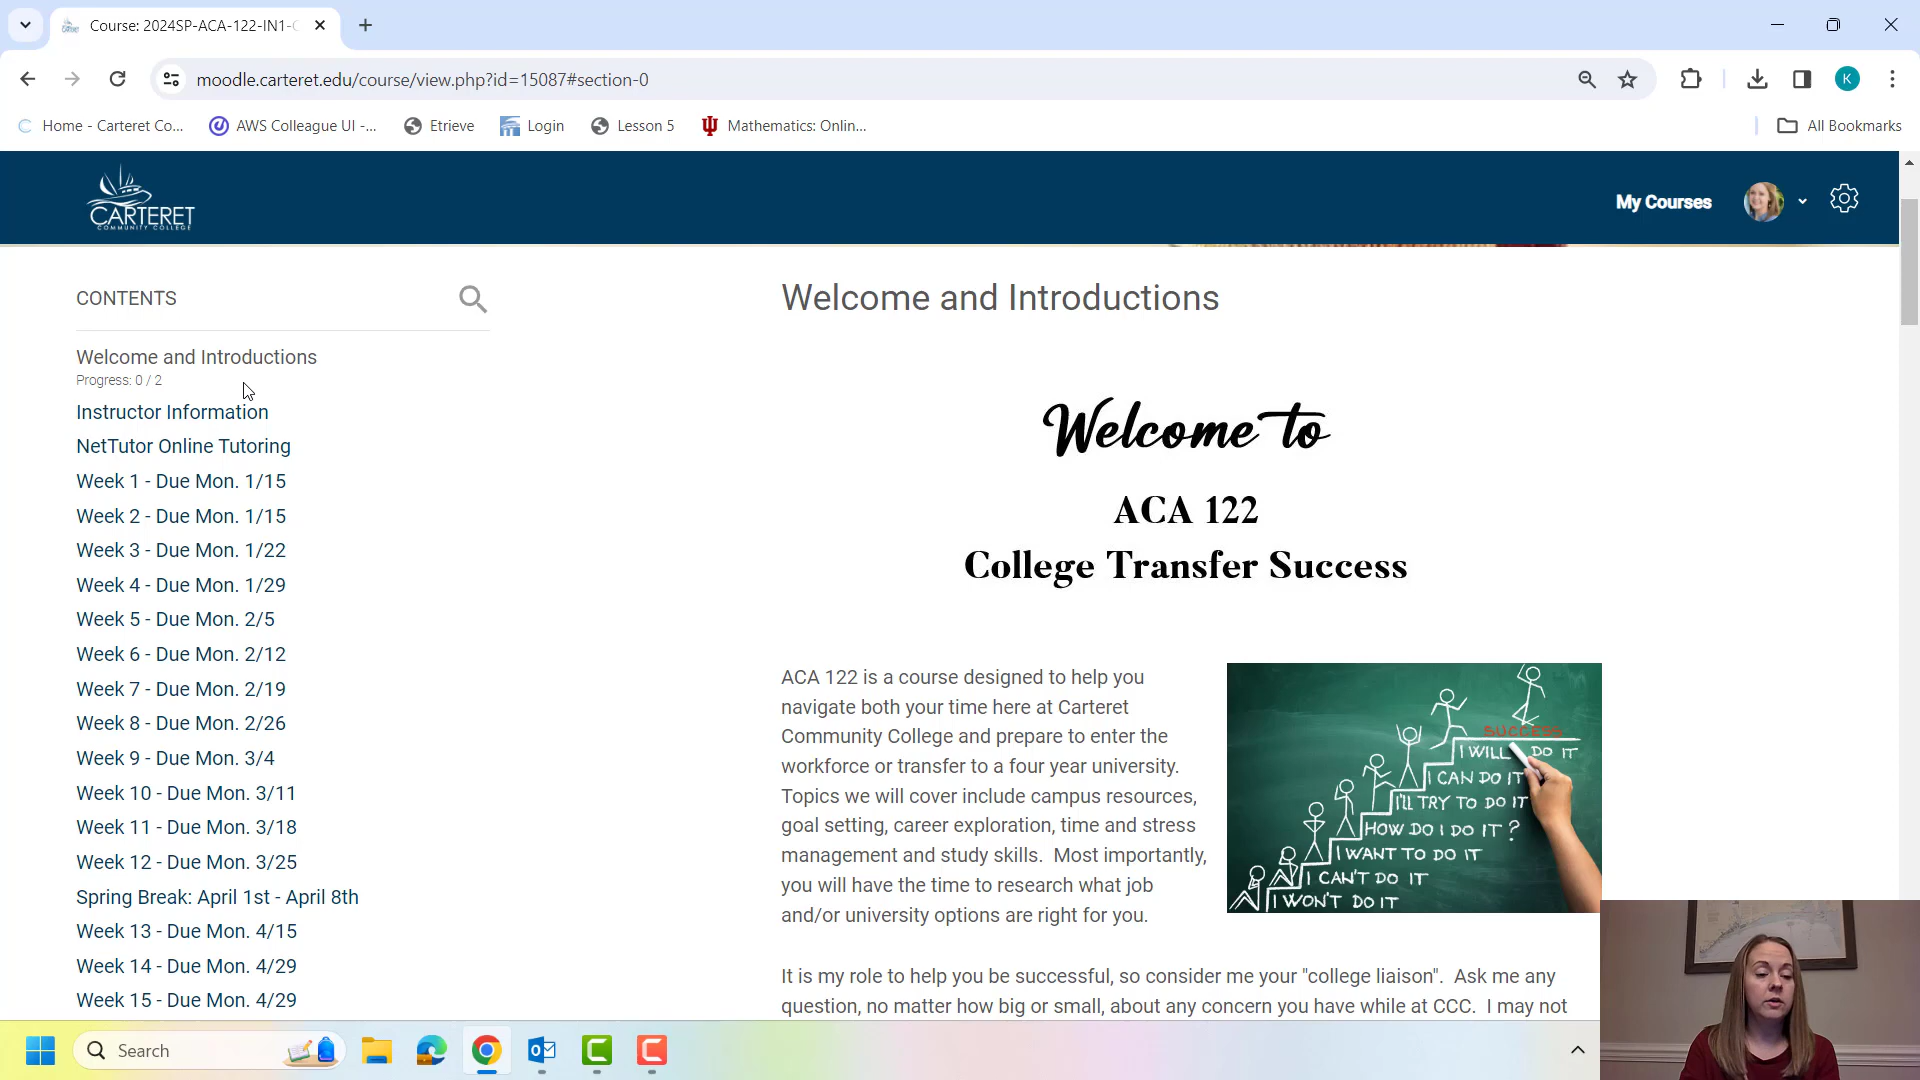 Course: 2024SP-ACA-122-IN1-C
moodle.carteret.edu/course/view.php?id=15087#section-0
K
Home - Carteret Co...
AWS Colleague UI -...
Etrieve
Login
Lesson 5
Mathematics: Onlin...
All Bookmarks
CARTERET
COMMUNITY COLLEGE
My Courses
CONTENTS
Welcome and Introductions
Progress: 0 / 2
Instructor Information
NetTutor Online Tutoring
Week 1 - Due Mon. 1/15
Week 2 - Due Mon. 1/15
Week 3 - Due Mon. 1/22
Week 4 - Due Mon. 1/29
Week 5 - Due Mon. 2/5
Week 6 - Due Mon. 2/12
Week 7 - Due Mon. 2/19
Week 8 - Due Mon. 2/26
Week 9 - Due Mon. 3/4
Week 10 - Due Mon. 3/11
Week 11 - Due Mon. 3/18
Week 12 - Due Mon. 3/25
Spring Break: April 1st - April 8th
Week 13 - Due Mon. 4/15
Week 14 - Due Mon. 4/29
Week 15 - Due Mon. 4/29
Welcome and Introductions
Welcome to
ACA 122
College Transfer Success
ACA 122 is a course designed to help you
navigate both your time here at Carteret
Community College and prepare to enter the
workforce or transfer to a four year university.
Topics we will cover include campus resources,
goal setting, career exploration, time and stress
management and study skills.  Most importantly,
you will have the time to research what job
and/or university options are right for you.
SUCCESS
I WILL DO IT
I CAN DO IT
I'LL TRY TO DO IT
HOW DO I DO IT ?
I WANT TO DO IT
I CAN'T DO IT
I WON'T DO IT
It is my role to help you be successful, so consider me your "college liaison".  Ask me any
question, no matter how big or small, about any concern you have while at CCC.  I may not
Search